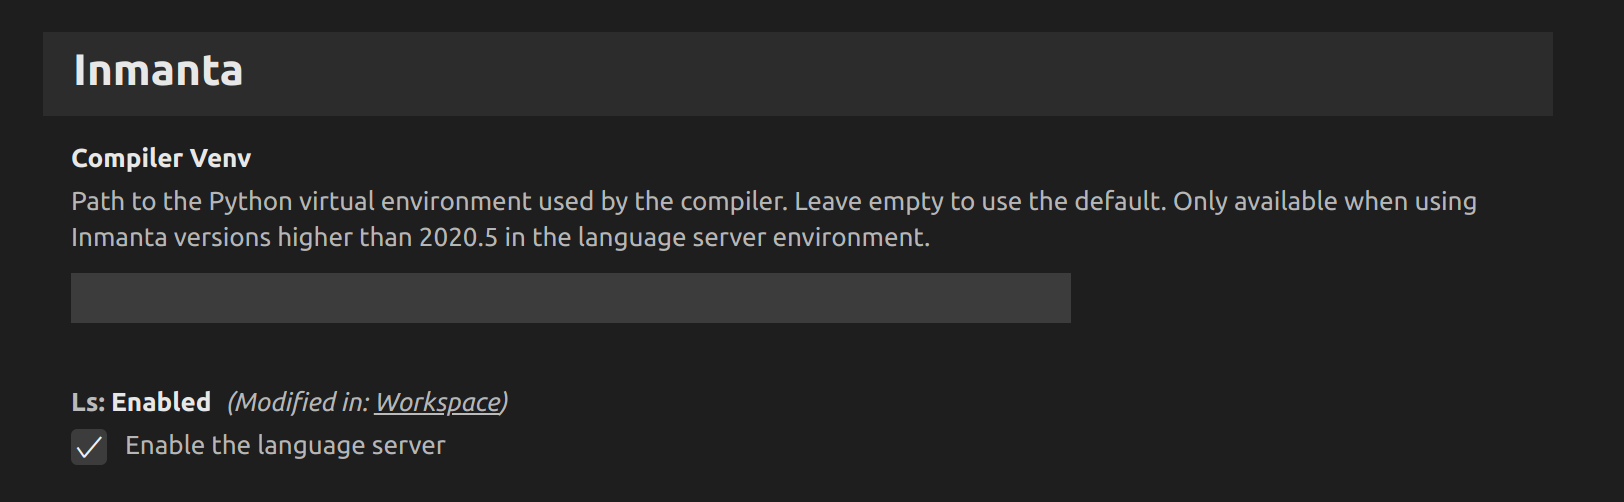 Inmanta
Compiler Venv
Path to the Python virtual environment used by the compiler. Leave empty to use the default. Only available when using
Inmanta versions higher than 2020.5 in the language server environment.
Ls: Enabled (Modified in: Workspace)
Enable the language server